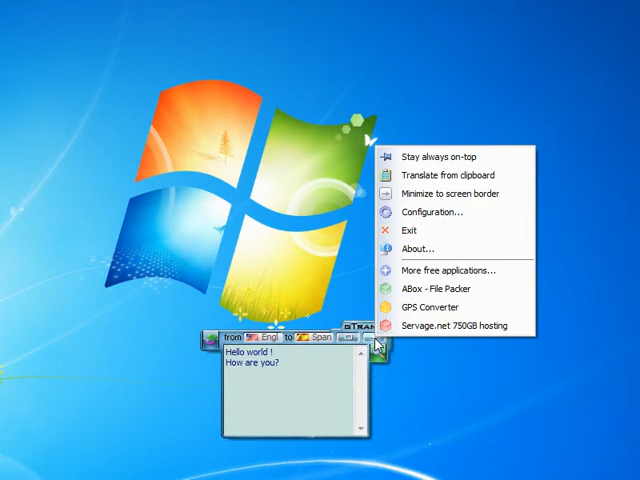 Stay always on-top
Translate from clipboard
Minimize to screen border
Configuration...
Exit
About...
More free applications...
ABox - File Packer
GPS Converter
Servage.net 750GB hosting
from Engl to Span
Hello world !
How are you?